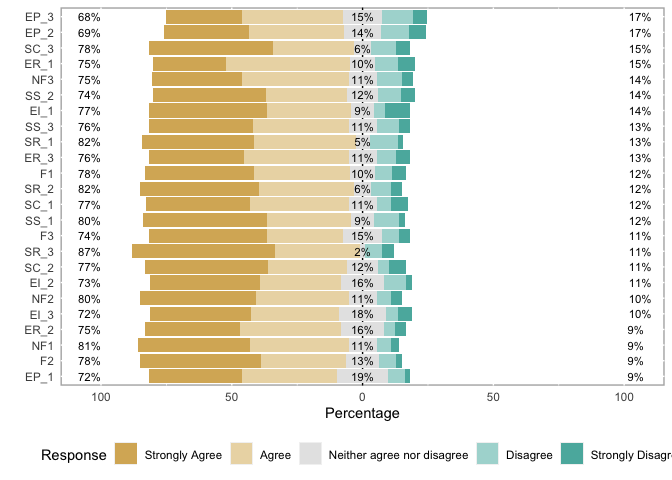 EP_3 68% 15% 17%
EP_2 69% 14% 17%
SC_3 78% 6% 15%
ER_1 75% 10% 15%
NF3 75% 11% 14%
SS_2 74% 12% 14%
EI_1 77% 9% 14%
SS_3 76% 11% 13%
SR_1 82% 5% 13%
ER_3 76% 11% 13%
F1 78% 10% 12%
SR_2 82% 6% 12%
SC_1 77% 11% 12%
SS_1 80% 9% 12%
F3 74% 15% 11%
SR_3 87% 2% 11%
SC_2 77% 12% 11%
EI_2 73% 16% 11%
NF2 80% 11% 10%
EI_3 72% 18% 10%
ER_2 75% 16% 9%
NF1 81% 11% 9%
F2 78% 13% 9%
EP_1 72% 19% 9%
100 50 0 50 100
Percentage
Response Strongly Agree Agree Neither agree nor disagree Disagree Strongly Disagr